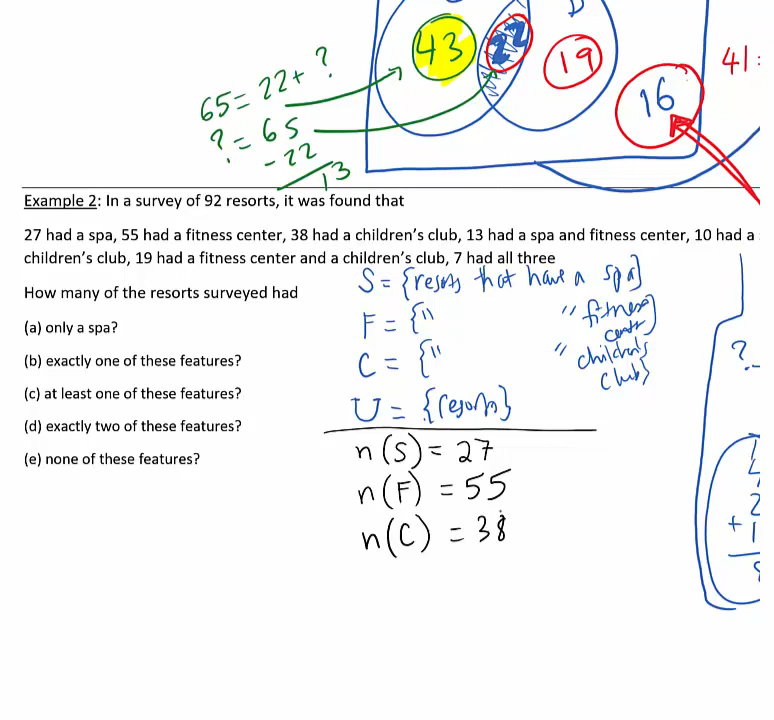 D
43 22 19
16
41 =
65 = 22 + ?
? = 65
- 22
13
Example 2: In a survey of 92 resorts, it was found that
27 had a spa, 55 had a fitness center, 38 had a children's club, 13 had a spa and fitness center, 10 had a
children's club, 19 had a fitness center and a children's club, 7 had all three
S = {resorts that have a spa}
How many of the resorts surveyed had
F = {" " fitness
center}
(a) only a spa?
C = {" " children's
club}
(b) exactly one of these features?
(c) at least one of these features?
U = {resorts}
(d) exactly two of these features?
n(S) = 27
(e) none of these features?
n(F) = 55
n(C) = 38
?
2
+ 1